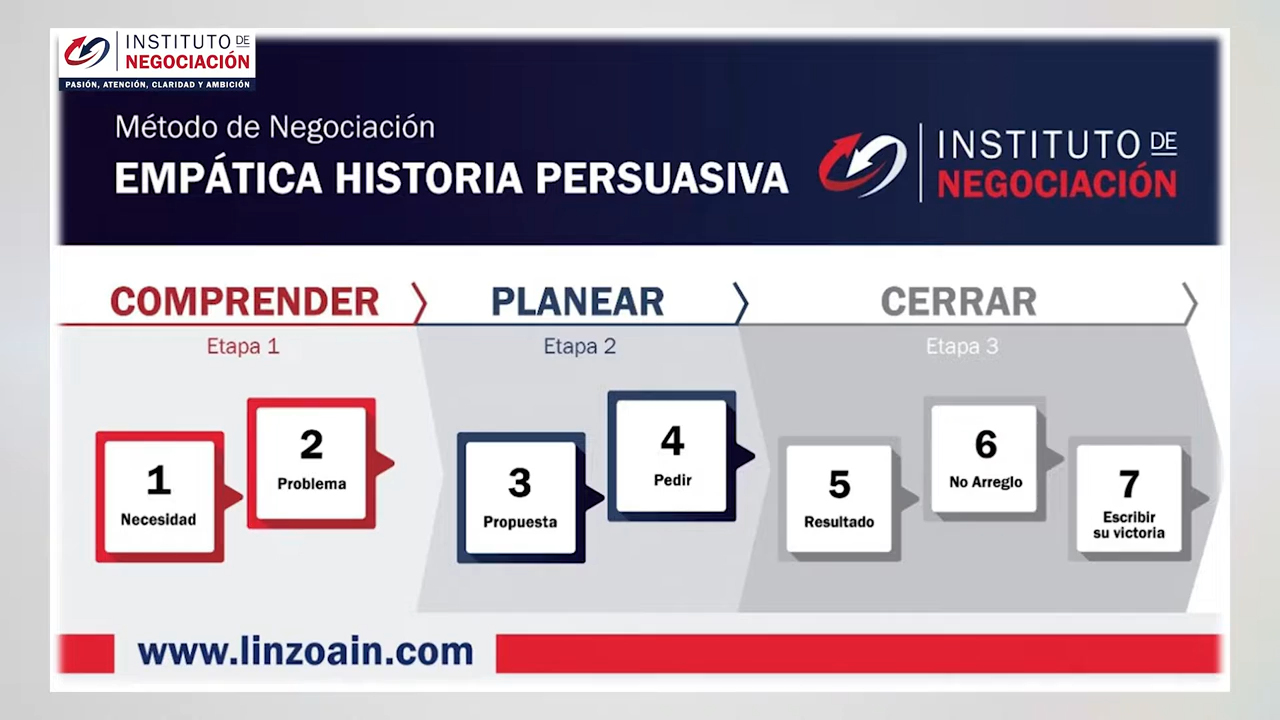 INSTITUTO DE
NEGOCIACIÓN
PASIÓN, ATENCIÓN, CLARIDAD Y AMBICIÓN
Método de Negociación
EMPÁTICA HISTORIA PERSUASIVA
INSTITUTO DE
NEGOCIACIÓN
COMPRENDER
Etapa 1
1
Necesidad
2
Problema
PLANEAR
Etapa 2
3
Propuesta
4
Pedir
CERRAR
Etapa 3
5
Resultado
6
No Arreglo
7
Escribir
su victoria
www.linzoain.com